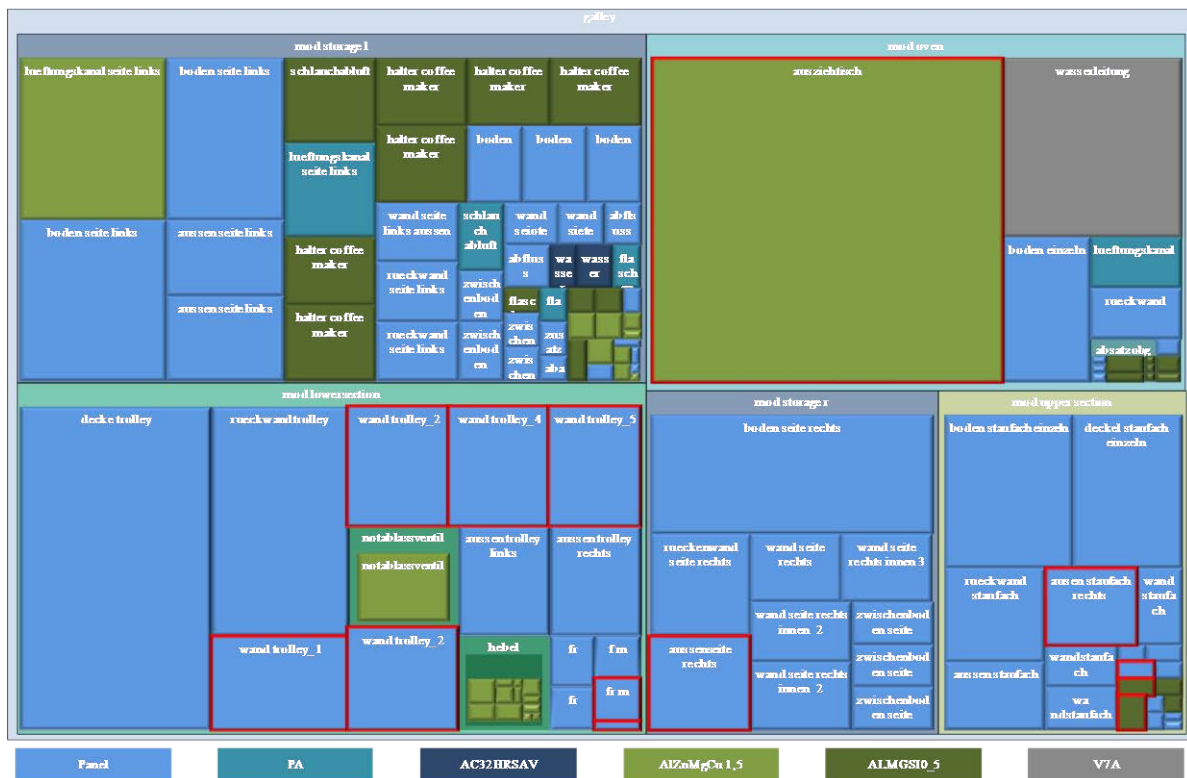 galley
mod storage l
lueftungskanal seite links
boden seite links
schlauchabluft
halter coffee
maker
halter coffee
maker
halter coffee
maker
lueftungskanal
seite links
halter coffee
maker
boden
boden
boden
boden seite links
aussen seite links
aussen seite links
halter coffee
maker
halter coffee
maker
wand seite
links aussen
schlau
ch
abluft
wand
seiote
wand
siete
abflu
uss
rueckwand
seite links
rueckwand
seite links
zwisch
enbod
en
zwisch
enbod
en
abflus
s
wa
sse
wass
er
fla
sch
flasc
fla
zwis
chen
zwis
chen
zus
atz
aba
mod oven
ausziehtisch
wasserleitung
boden einzeln
lueftungskanal
rueckwand
absatzobg
mod lowersection
decke trolley
rueckwand trolley
wand trolley_2
wand trolley_4
wand trolley_5
notablassventil
notablassventil
aussen trolley
links
aussen trolley
rechts
wand trolley_1
wand trolley_2
hebel
fr
f m
fr
fr m
mod storage r
boden seite rechts
rueckenwand
seite rechts
wand seite
rechts
wand seite
rechts innen 3
wand seite rechts
innen_2
zwischenbod
en seite
aussenseite
rechts
wand seite rechts
innen_2
zwischenbod
en seite
zwischenbod
en seite
mod upper section
boden staufach einzeln
deckel staufach
einzeln
rueckwand
staufach
aussen staufach
rechts
wand
staufa
ch
aussen staufach
wandstaufa
ch
wa
ndstaufach
Panel
PA
AC32HRSAV
AlZnMgCu 1,5
ALMGSI0_5
V7A